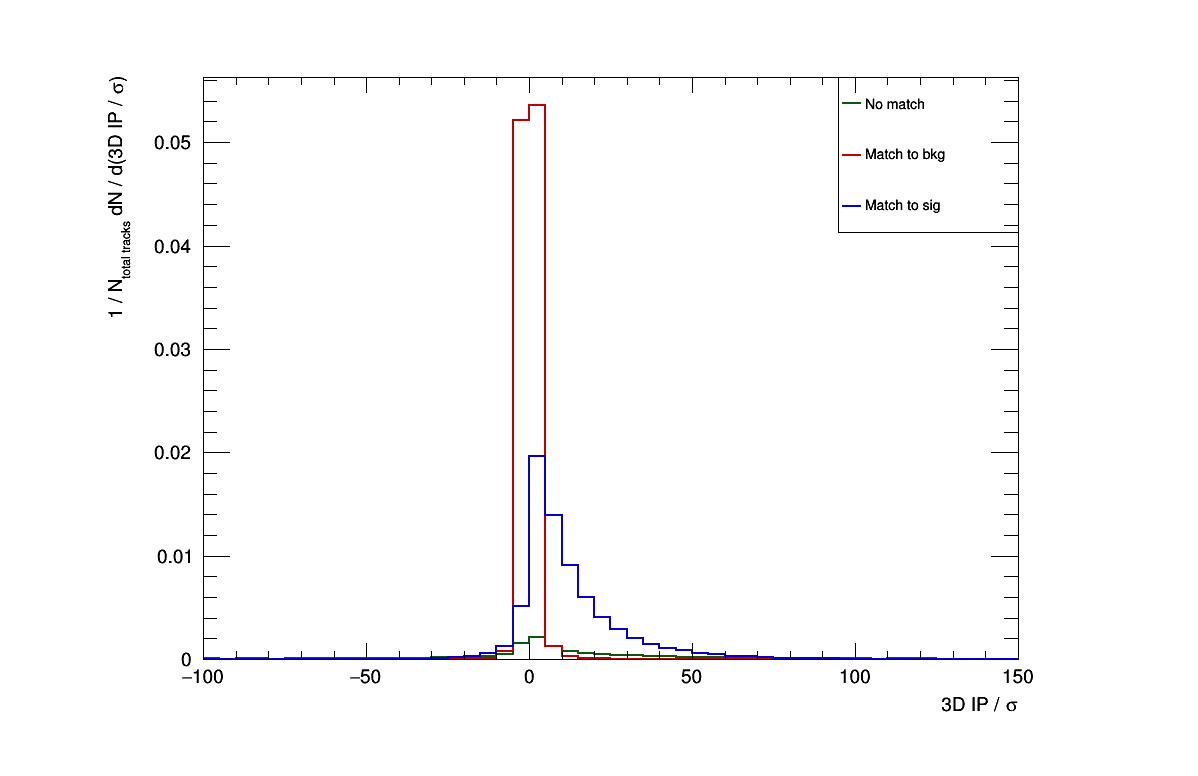 1 / N_total tracks dN / d(3D IP / σ)
No match
Match to bkg
Match to sig
0.05
0.04
0.03
0.02
0.01
0
−100 −50 0 50 100 150
3D IP / σ